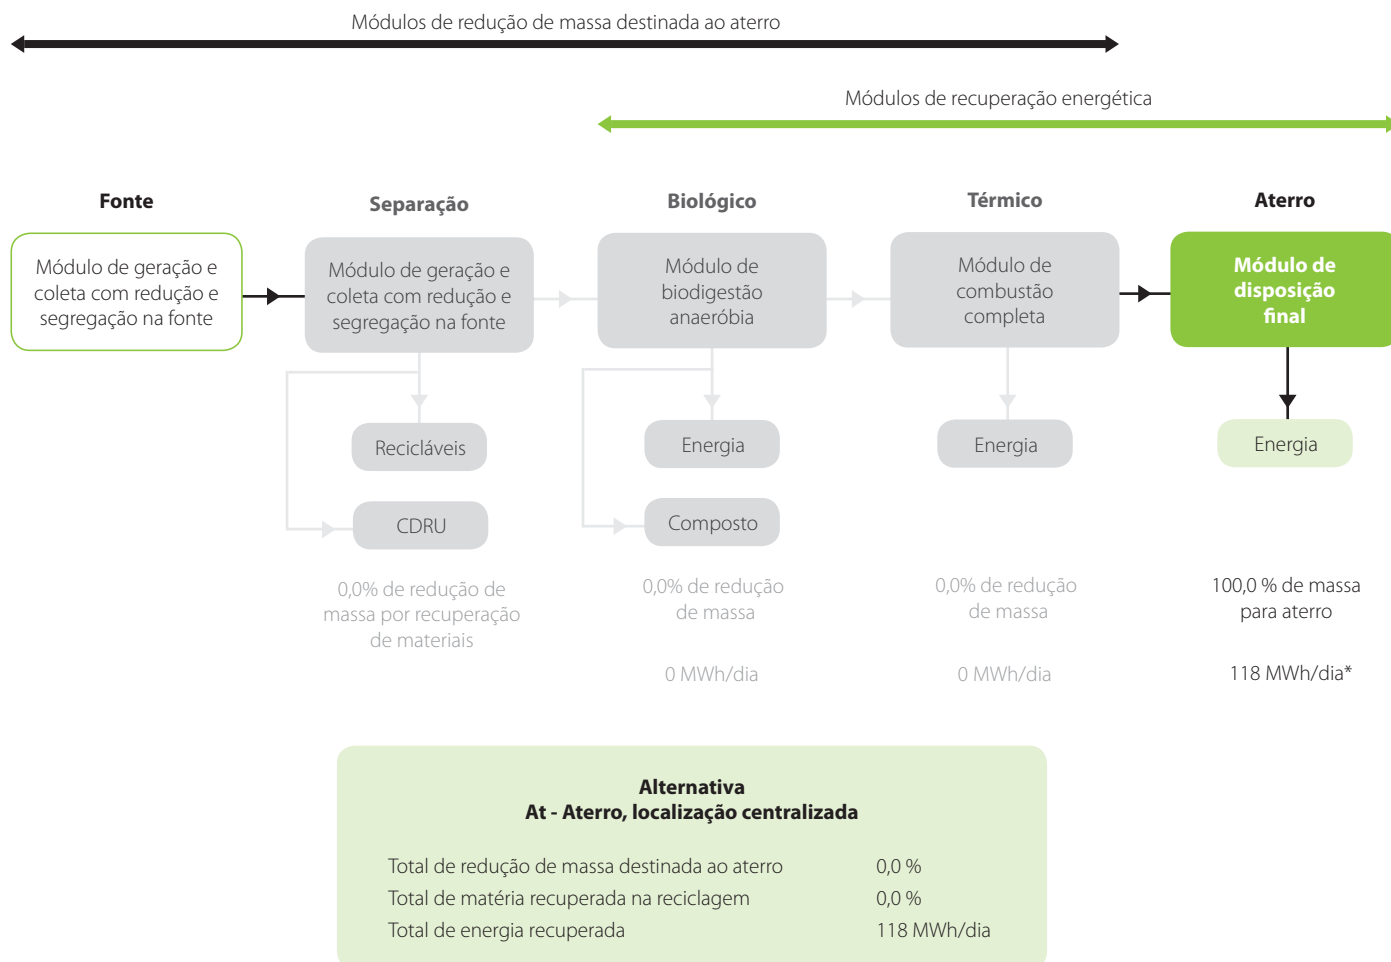 Módulos de redução de massa destinada ao aterro
Módulos de recuperação energética
Fonte
Separação
Biológico
Térmico
Aterro
Módulo de geração e
coleta com redução e
segregação na fonte
Módulo de geração e
coleta com redução e
segregação na fonte
Módulo de
biodigestão
anaeróbia
Módulo de
combustão
completa
Módulo de
disposição
final
Recicláveis
CDRU
Energia
Composto
Energia
Energia
0,0% de redução de
massa por recuperação
de materiais
0,0% de redução
de massa
0 MWh/dia
0,0% de redução
de massa
0 MWh/dia
100,0 % de massa
para aterro
118 MWh/dia*
Alternativa
At - Aterro, localização centralizada
Total de redução de massa destinada ao aterro 0,0 %
Total de matéria recuperada na reciclagem 0,0 %
Total de energia recuperada 118 MWh/dia